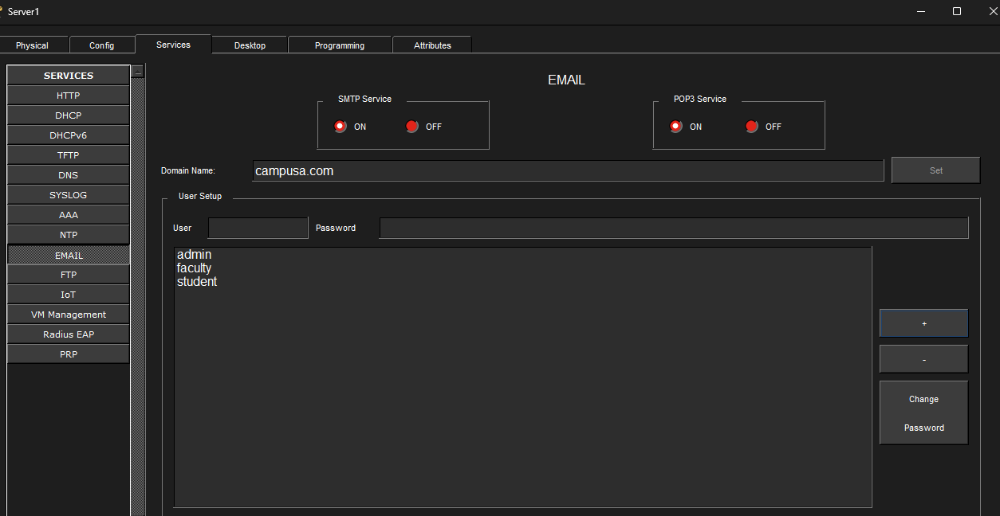 Server1
Physical Config Services Desktop Programming Attributes
SERVICES
HTTP
DHCP
DHCPv6
TFTP
DNS
SYSLOG
AAA
NTP
EMAIL
FTP
IoT
VM Management
Radius EAP
PRP
EMAIL
SMTP Service
ON OFF
POP3 Service
ON OFF
Domain Name: campusa.com Set
User Setup
User Password
admin
faculty
student
+
-
Change
Password